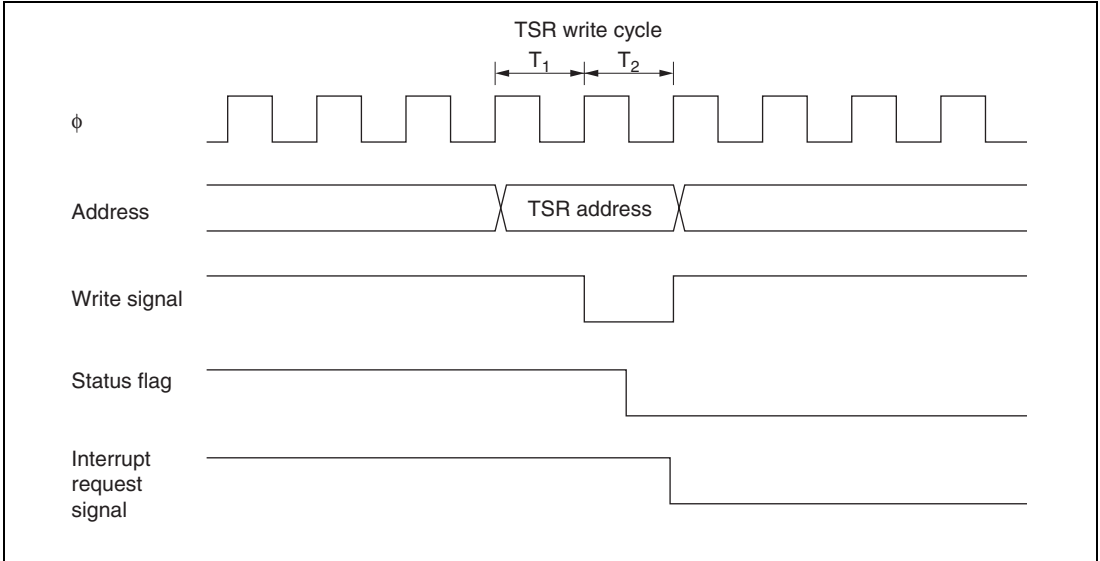 TSR write cycle
T1 T2
ϕ
Address
TSR address
Write signal
Status flag
Interrupt
request
signal